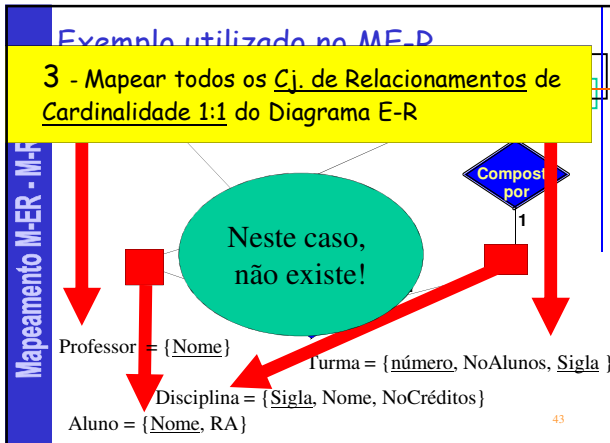 Exemplo utilizado no ME-R
3 - Mapear todos os Cj. de Relacionamentos de
Cardinalidade 1:1 do Diagrama E-R
Mapeamento M-ER - M-R
por
1
Neste caso,
não existe!
Professor = {Nome}
Turma = {número, NoAlunos, Sigla }
Disciplina = {Sigla, Nome, NoCréditos}
Aluno = {Nome, RA}
43